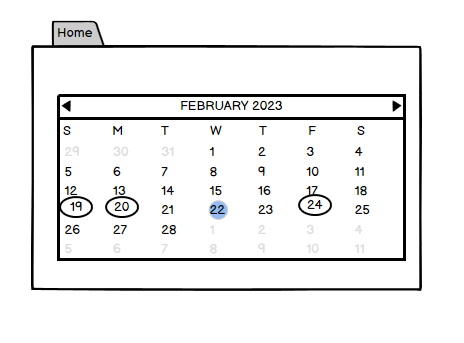 Home
FEBRUARY 2023
S M T W T F S
29 30 31 1 2 3 4
5 6 7 8 9 10 11
12 13 14 15 16 17 18
19 20 21 22 23 24 25
26 27 28 1 2 3 4
5 6 7 8 9 10 11